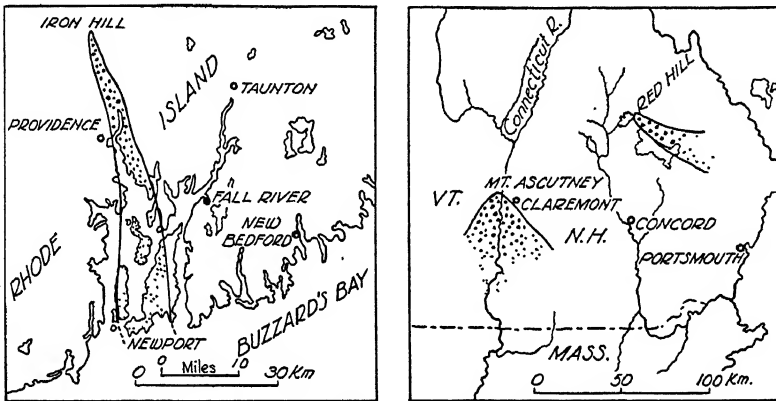 IRON HILL
ISLAND
TAUNTON
PROVIDENCE
FALL RIVER
NEW
BEDFORD
RHODE
BUZZARD'S BAY
NEWPORT
0 Miles 10
0 30 Km
Connecticut R.
RED HILL
VT.
MT. ASCUTNEY
CLAREMONT
N.H.
CONCORD
PORTSMOUTH
MASS.
0 50 100 Km.